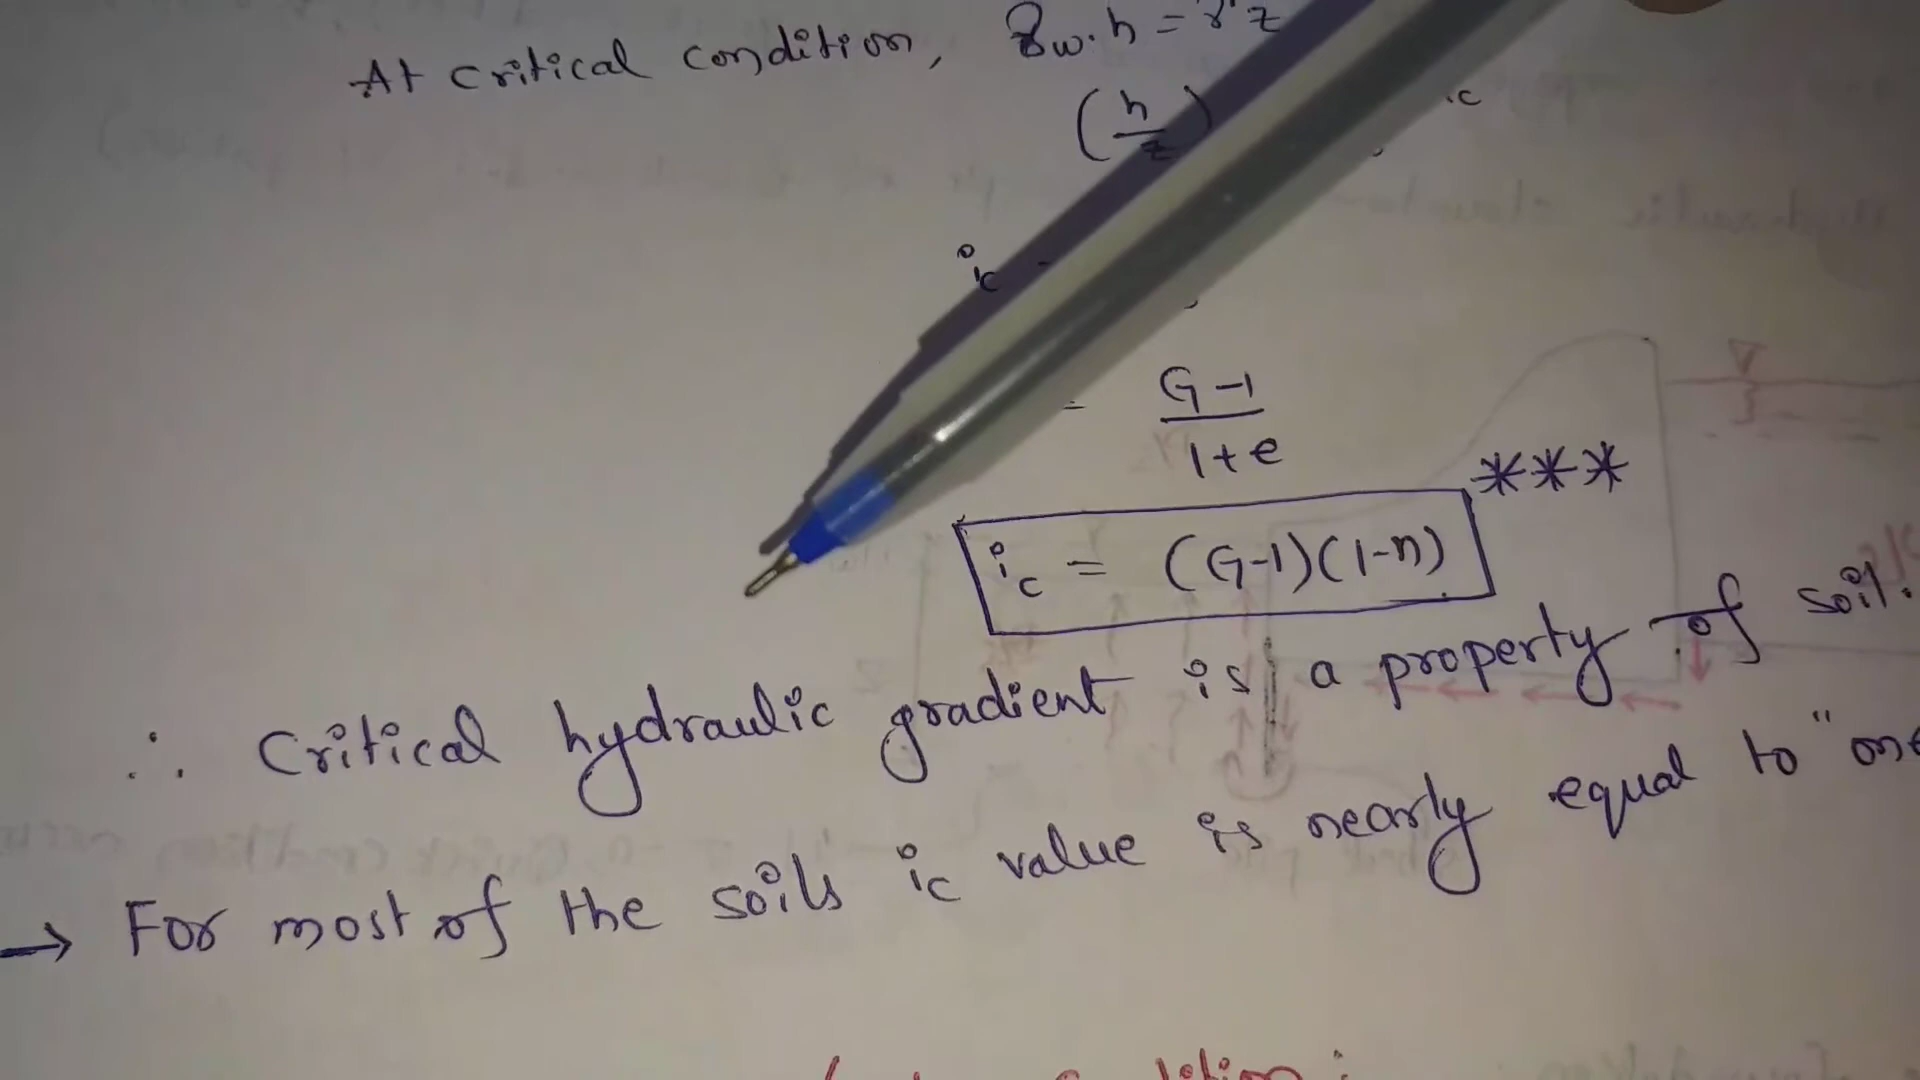 At critical condition, γw.h = γ' z
(h/z) ic
ic =
= G-1/1+e
ic = (G-1)(1-n) ***
∴ Critical hydraulic gradient is a property of soil.
→ For most of the soils ic value is nearly equal to "one